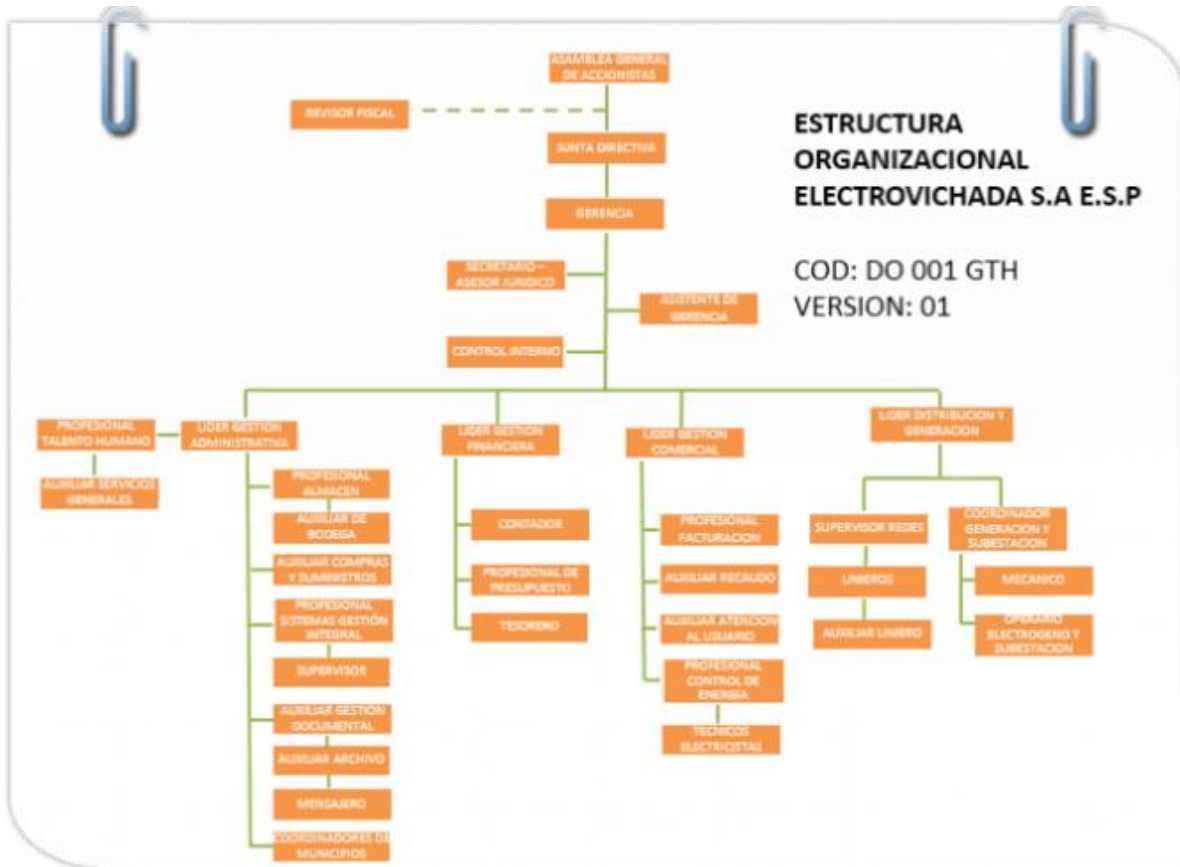 ASAMBLEA GENERAL
DE ACCIONISTAS
REVISOR FISCAL
JUNTA DIRECTIVA
GERENCIA
ESTRUCTURA
ORGANIZACIONAL
ELECTROVICHADA S.A E.S.P
COD: DO 001 GTH
VERSION: 01
SECRETARIO –
ASESOR JURIDICO
ASISTENTE DE
GERENCIA
CONTROL INTERNO
PROFESIONAL
TALENTO HUMANO
AUXILIAR SERVICIOS
GENERALES
LIDER GESTION
ADMINISTRATIVA
PROFESIONAL
ALMACEN
AUXILIAR DE
BODEGA
AUXILIAR COMPRAS
Y SUMINISTROS
PROFESIONAL
SISTEMAS GESTIÓN
INTEGRAL
SUPERVISOR
AUXILIAR GESTIÓN
DOCUMENTAL
AUXILIAR ARCHIVO
MENSAJERO
COORDINADORES DE
MUNICIPIOS
LIDER GESTIÓN
FINANCIERA
CONTADOR
PROFESIONAL DE
PRESUPUESTO
TESORERO
LIDER GESTION
COMERCIAL
PROFESIONAL
FACTURACION
AUXILIAR RECAUDO
AUXILIAR ATENCION
AL USUARIO
PROFESIONAL
CONTROL DE
ENERGIA
TECNICOS
ELECTRICISTAS
LIDER DISTRIBUCION Y
GENERACION
SUPERVISOR REDES
LINIEROS
AUXILIAR LINIERO
COORDINADOR
GENERACION Y
SUBESTACION
MECANICO
OPERARIO
ELECTROGENO Y
SUBESTACION